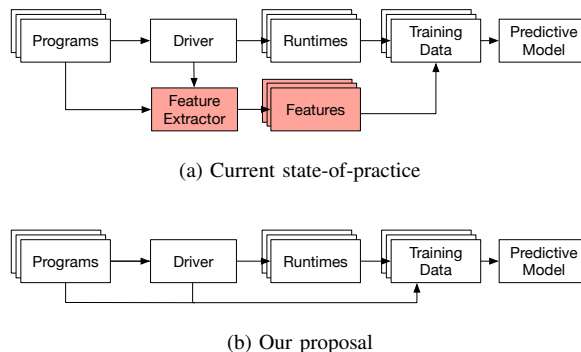 Programs
Driver
Runtimes
Training
Data
Predictive
Model
Feature
Extractor
Features
(a) Current state-of-practice
Programs
Driver
Runtimes
Training
Data
Predictive
Model
(b) Our proposal